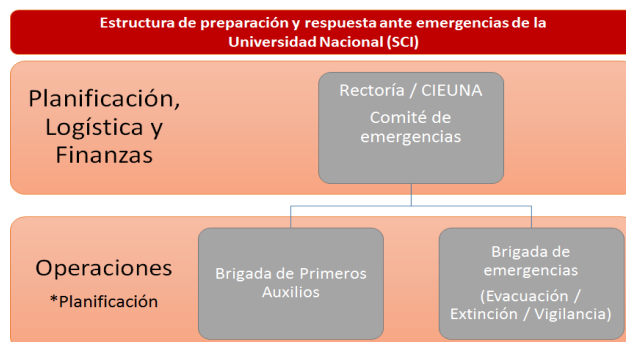 Estructura de preparación y respuesta ante emergencias de la
Universidad Nacional (SCI)
Planificación,
Logística y
Finanzas
Rectoría / CIEUNA
Comité de
emergencias
Operaciones
*Planificación
Brigada de Primeros
Auxilios
Brigada de
emergencias
(Evacuación /
Extinción / Vigilancia)